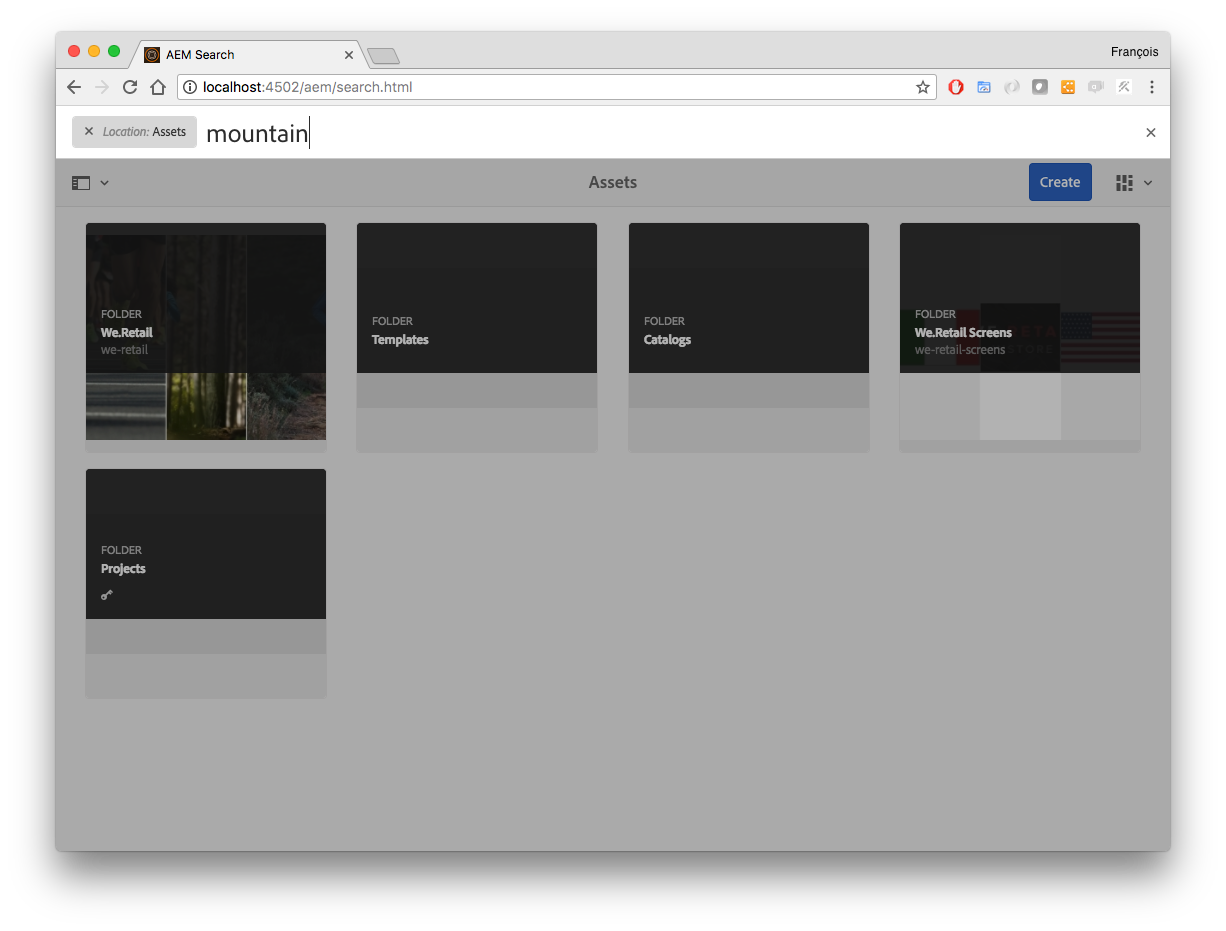 AEM Search
François
localhost:4502/aem/search.html
Location: Assets
mountain
Assets
Create
FOLDER
We.Retail
we-retail
FOLDER
Templates
FOLDER
Catalogs
FOLDER
We.Retail Screens
we-retail-screens
FOLDER
Projects